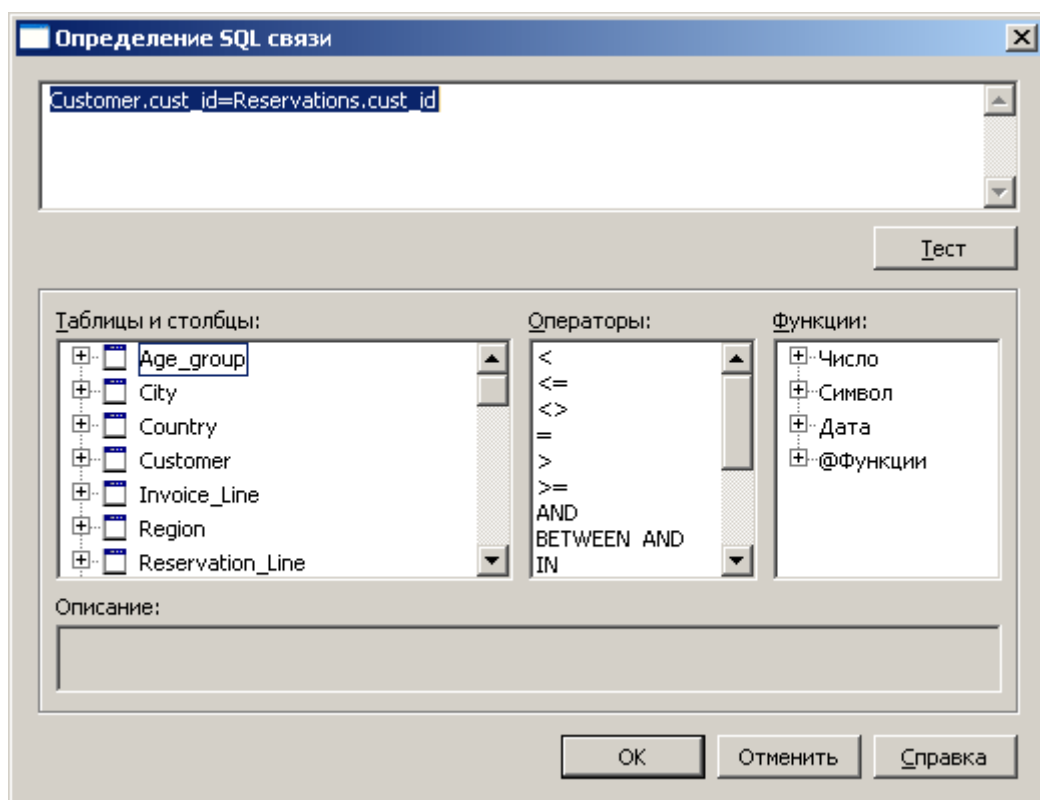 Определение SQL связи
Customer.cust_id=Reservations.cust_id
Тест
Таблицы и столбцы:
Age_group
City
Country
Customer
Invoice_Line
Region
Reservation_Line
Операторы:
<
<=
<>
=
>
>=
AND
BETWEEN AND
IN
Функции:
Число
Символ
Дата
@Функции
Описание:
OK
Отменить
Справка